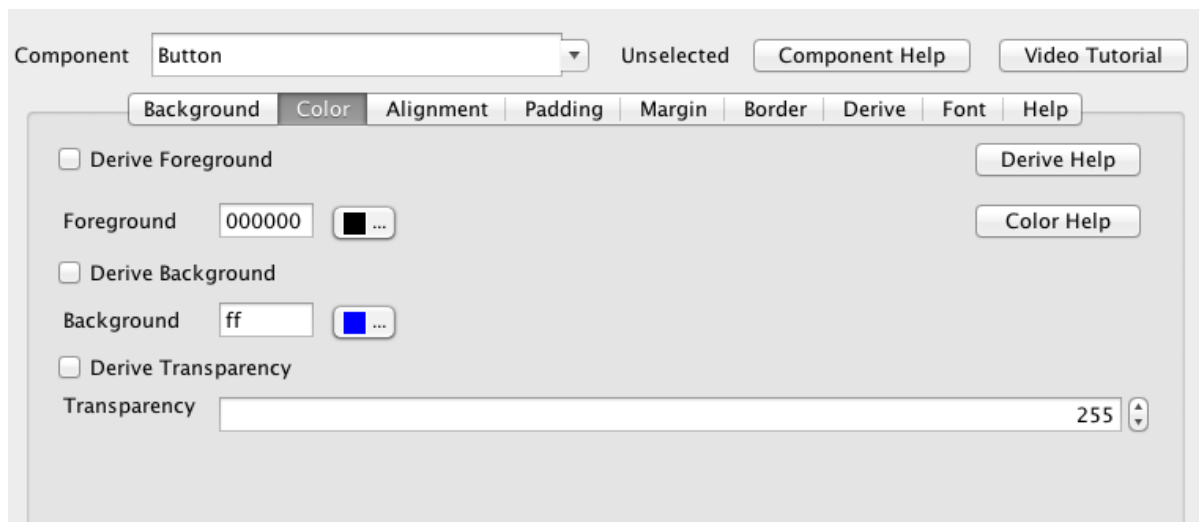 Component Button Unselected Component Help Video Tutorial
Background Color Alignment Padding Margin Border Derive Font Help
Derive Foreground Derive Help
Foreground 000000 ... Color Help
Derive Background
Background ff ...
Derive Transparency
Transparency 255